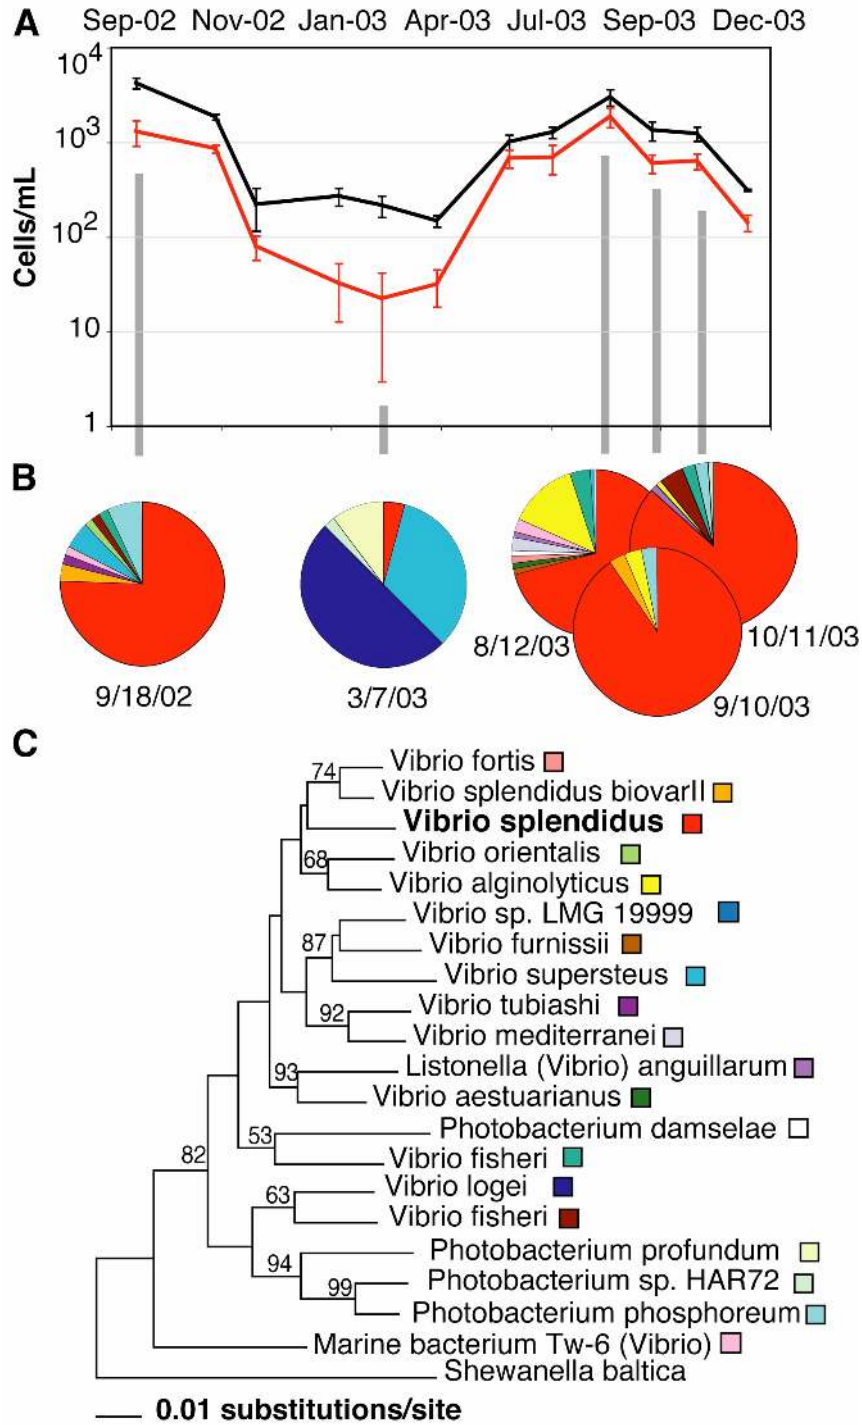 A
Sep-02 Nov-02 Jan-03 Apr-03 Jul-03 Sep-03 Dec-03
10^4
10^3
10^2
10
1
Cells/mL
B
9/18/02
3/7/03
8/12/03
9/10/03
10/11/03
C
74
Vibrio fortis
Vibrio splendidus biovarII
Vibrio splendidus
68
Vibrio orientalis
Vibrio alginolyticus
Vibrio sp. LMG 19999
87
Vibrio furnissii
Vibrio supersteus
Vibrio tubiashi
92
Vibrio mediterranei
Listonella (Vibrio) anguillarum
93
Vibrio aestuarianus
Photobacterium damselae
53
82
Vibrio fisheri
Vibrio logei
63
Vibrio fisheri
Photobacterium profundum
94
Photobacterium sp. HAR72
99
Photobacterium phosphoreum
Marine bacterium Tw-6 (Vibrio)
Shewanella baltica
0.01 substitutions/site